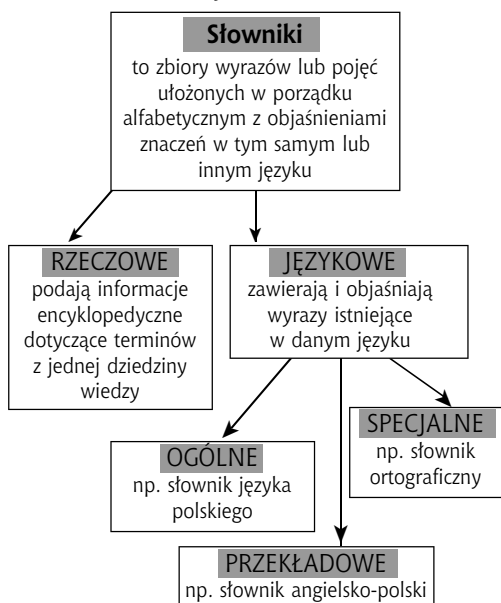 Słowniki
to zbiory wyrazów lub pojęć
ułożonych w porządku
alfabetycznym z objaśnieniami
znaczeń w tym samym lub
innym języku
RZECZOWE
podają informacje
encyklopedyczne
dotyczące terminów
z jednej dziedziny
wiedzy
JĘZYKOWE
zawierają i objaśniają
wyrazy istniejące
w danym języku
OGÓLNE
np. słownik języka
polskiego
SPECJALNE
np. słownik
ortograficzny
PRZEKŁADOWE
np. słownik angielsko-polski